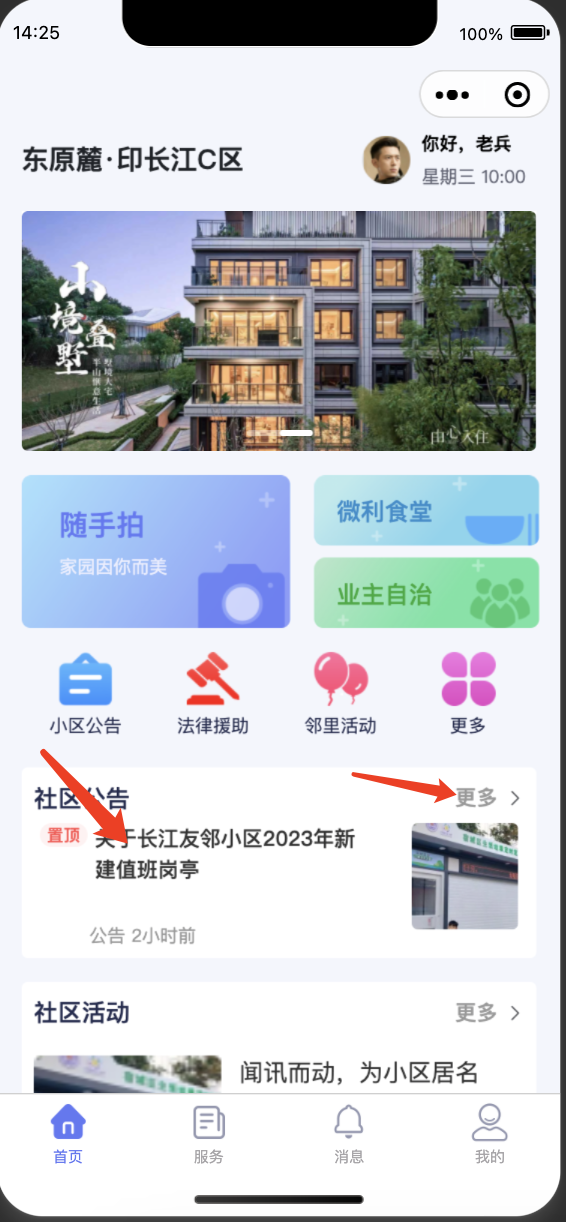 14:25
100%
东原麓·印长江C区
你好，老兵
星期三 10:00
小境叠墅
半山惬意生活
由心入住
随手拍
家园因你而美
微利食堂
业主自治
小区公告
法律援助
邻里活动
更多
社区公告
更多
置顶
关于长江友邻小区2023年新
建值班岗亭
公告 2小时前
社区活动
更多
闻讯而动，为小区居名
首页
服务
消息
我的